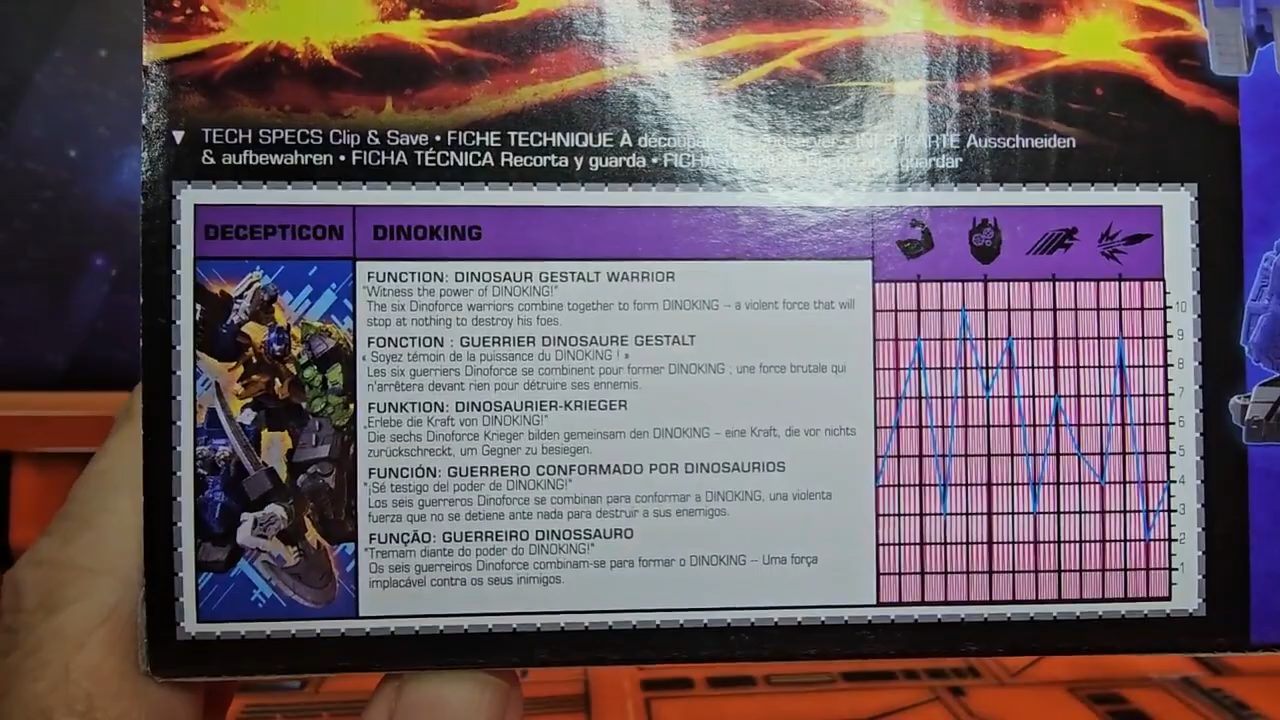 ▼ TECH SPECS Clip & Save • FICHE TECHNIQUE À découper Ausschneiden
& aufbewahren • FICHA TÉCNICA Recorta y guarda • guardar
DECEPTICON
DINOKING
FUNCTION: DINOSAUR GESTALT WARRIOR
"Witness the power of DINOKING!"
The six Dinoforce warriors combine together to form DINOKING – a violent force that will
stop at nothing to destroy his foes.
FONCTION : GUERRIER DINOSAURE GESTALT
« Soyez témoin de la puissance du DINOKING ! »
Les six guerriers Dinoforce se combinent pour former DINOKING ; une force brutale qui
n'arrêtera devant rien pour détruire ses ennemis.
FUNKTION: DINOSAURIER-KRIEGER
„Erlebe die Kraft von DINOKING!"
Die sechs Dinoforce Krieger bilden gemeinsam den DINOKING – eine Kraft, die vor nichts
zurückschreckt, um Gegner zu besiegen.
FUNCIÓN: GUERRERO CONFORMADO POR DINOSAURIOS
"¡Sé testigo del poder de DINOKING!"
Los seis guerreros Dinoforce se combinan para conformar a DINOKING, una violenta
fuerza que no se detiene ante nada para destruir a sus enemigos.
FUNÇÃO: GUERREIRO DINOSSAURO
"Tremam diante do poder do DINOKING!"
Os seis guerreiros Dinoforce combinam-se para formar o DINOKING – Uma força
implacável contra os seus inimigos.
10
9
8
7
6
5
4
3
2
1